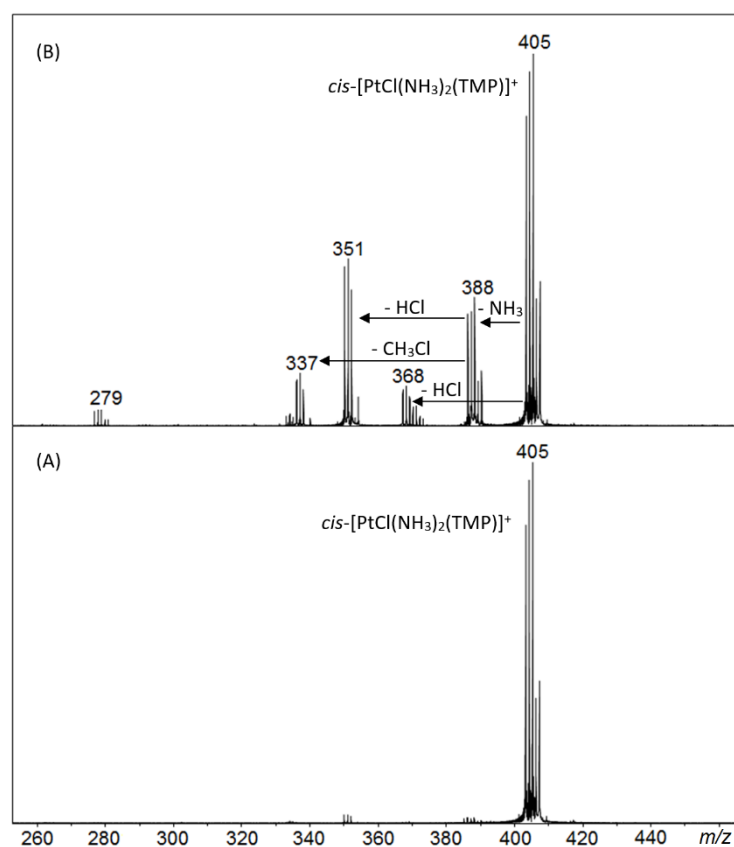 (B)
405
cis-[PtCl(NH₃)₂(TMP)]⁺
351
388
- HCl
- NH₃
- CH₃Cl
337
368
- HCl
279
(A)
405
cis-[PtCl(NH₃)₂(TMP)]⁺
260 280 300 320 340 360 380 400 420 440 m/z